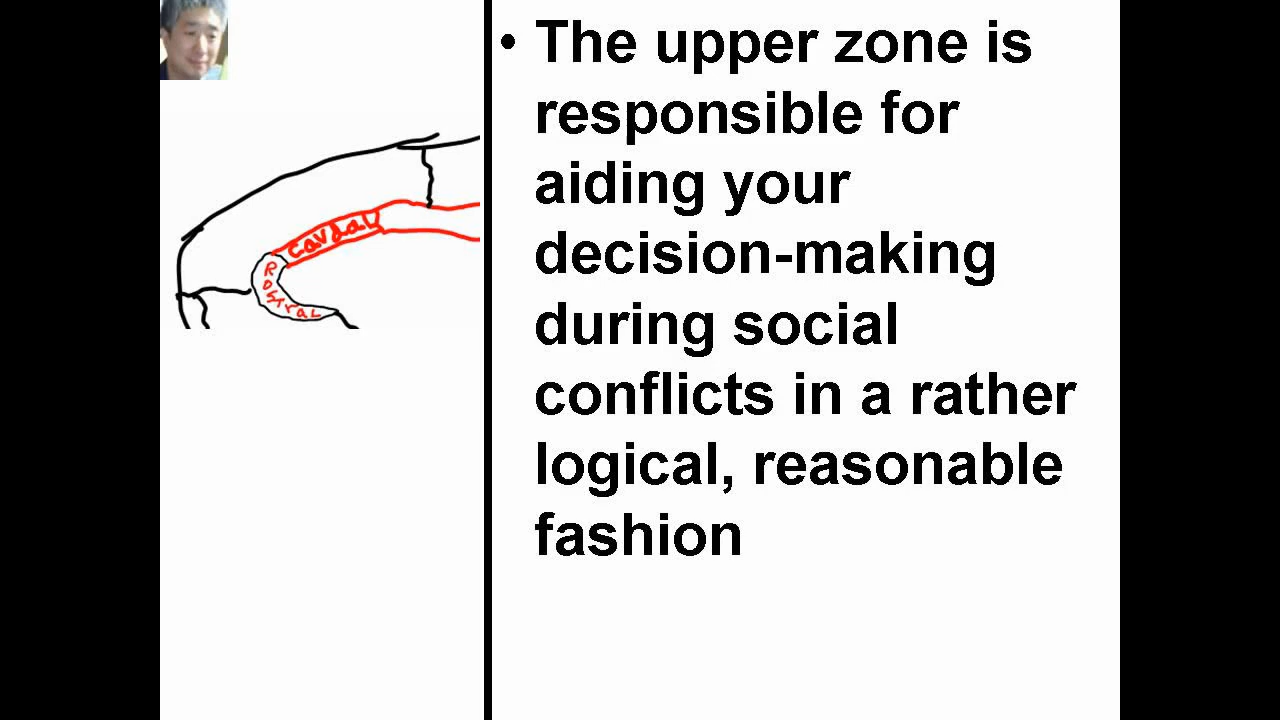 • The upper zone is
responsible for
aiding your
decision-making
during social
conflicts in a rather
logical, reasonable
fashion
Caudal
Rostral